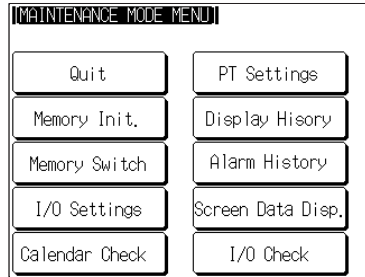 [MAINTENANCE MODE MENU]
Quit
PT Settings
Memory Init.
Display Hisory
Memory Switch
Alarm History
I/O Settings
Screen Data Disp.
Calendar Check
I/O Check